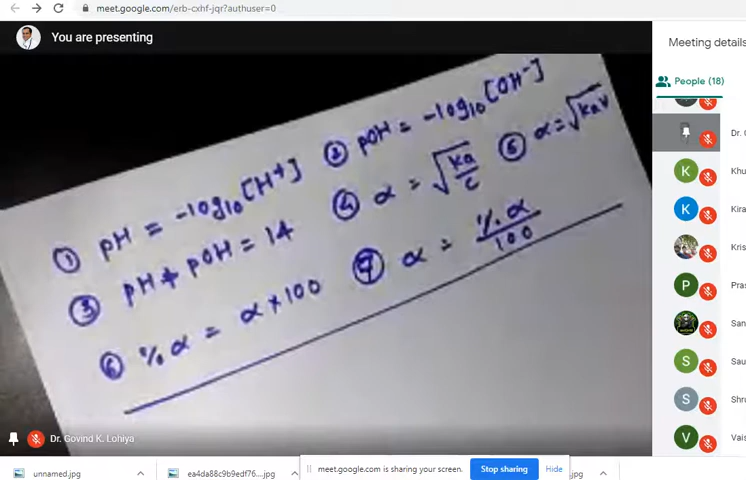 meet.google.com/erb-cxhf-jqr?authuser=0
You are presenting
Meeting details
People (18)
① pH = -log10 [H+] ② pOH = -log10 [OH-]
③ pH + pOH = 14 ④ α = √Ka/C ⑤ α = √KaV
⑥ % α = α × 100 ⑦ α = % α/100
Dr. G
Khu
Kira
Kris
Pras
San
Sau
Shru
Vais
K
K
P
S
S
V
Dr. Govind K. Lohiya
unnamed.jpg
ea4da88c9b9edf76....jpg
meet.google.com is sharing your screen.
Stop sharing
Hide
jpg